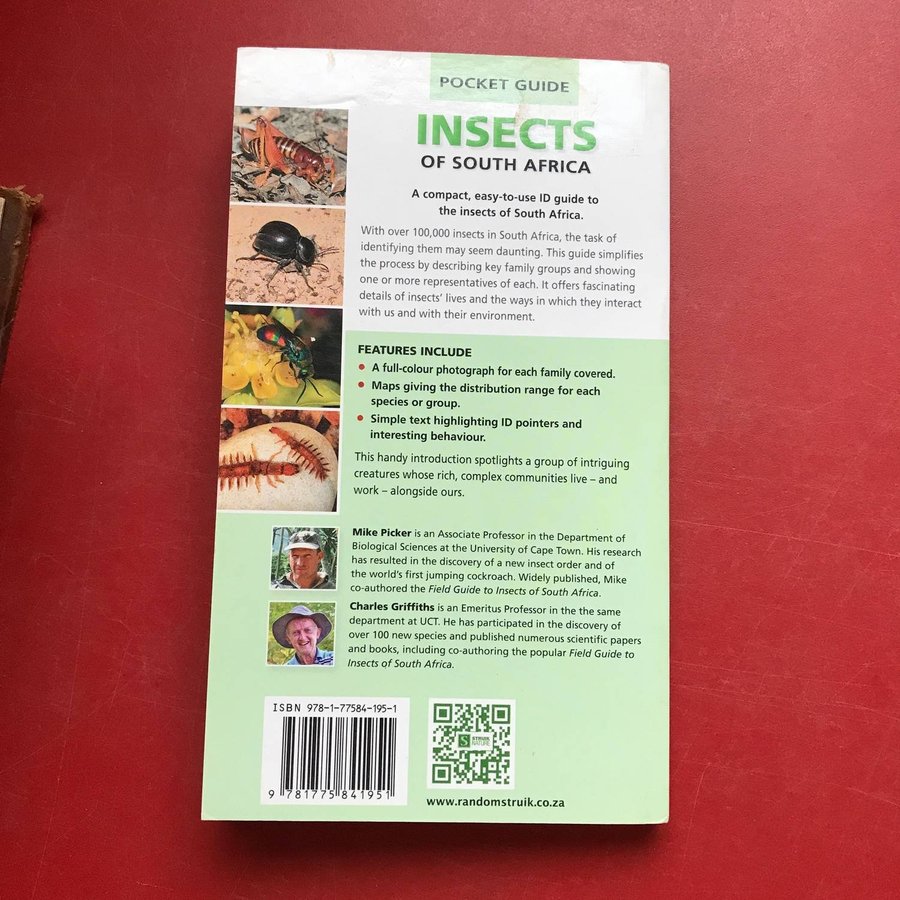 POCKET GUIDE
INSECTS
OF SOUTH AFRICA
A compact, easy-to-use ID guide to
the insects of South Africa.
With over 100,000 insects in South Africa, the task of
identifying them may seem daunting. This guide simplifies
the process by describing key family groups and showing
one or more representatives of each. It offers fascinating
details of insects' lives and the ways in which they interact
with us and with their environment.
FEATURES INCLUDE
• A full-colour photograph for each family covered.
• Maps giving the distribution range for each
species or group.
• Simple text highlighting ID pointers and
interesting behaviour.
This handy introduction spotlights a group of intriguing
creatures whose rich, complex communities live – and
work – alongside ours.
Mike Picker is an Associate Professor in the Department of
Biological Sciences at the University of Cape Town. His research
has resulted in the discovery of a new insect order and of
the world's first jumping cockroach. Widely published, Mike
co-authored the Field Guide to Insects of South Africa.
Charles Griffiths is an Emeritus Professor in the the same
department at UCT. He has participated in the discovery of
over 100 new species and published numerous scientific papers
and books, including co-authoring the popular Field Guide to
Insects of South Africa.
ISBN 978-1-77584-195-1
9 781775 841951
STRUIK
NATURE
www.randomstruik.co.za